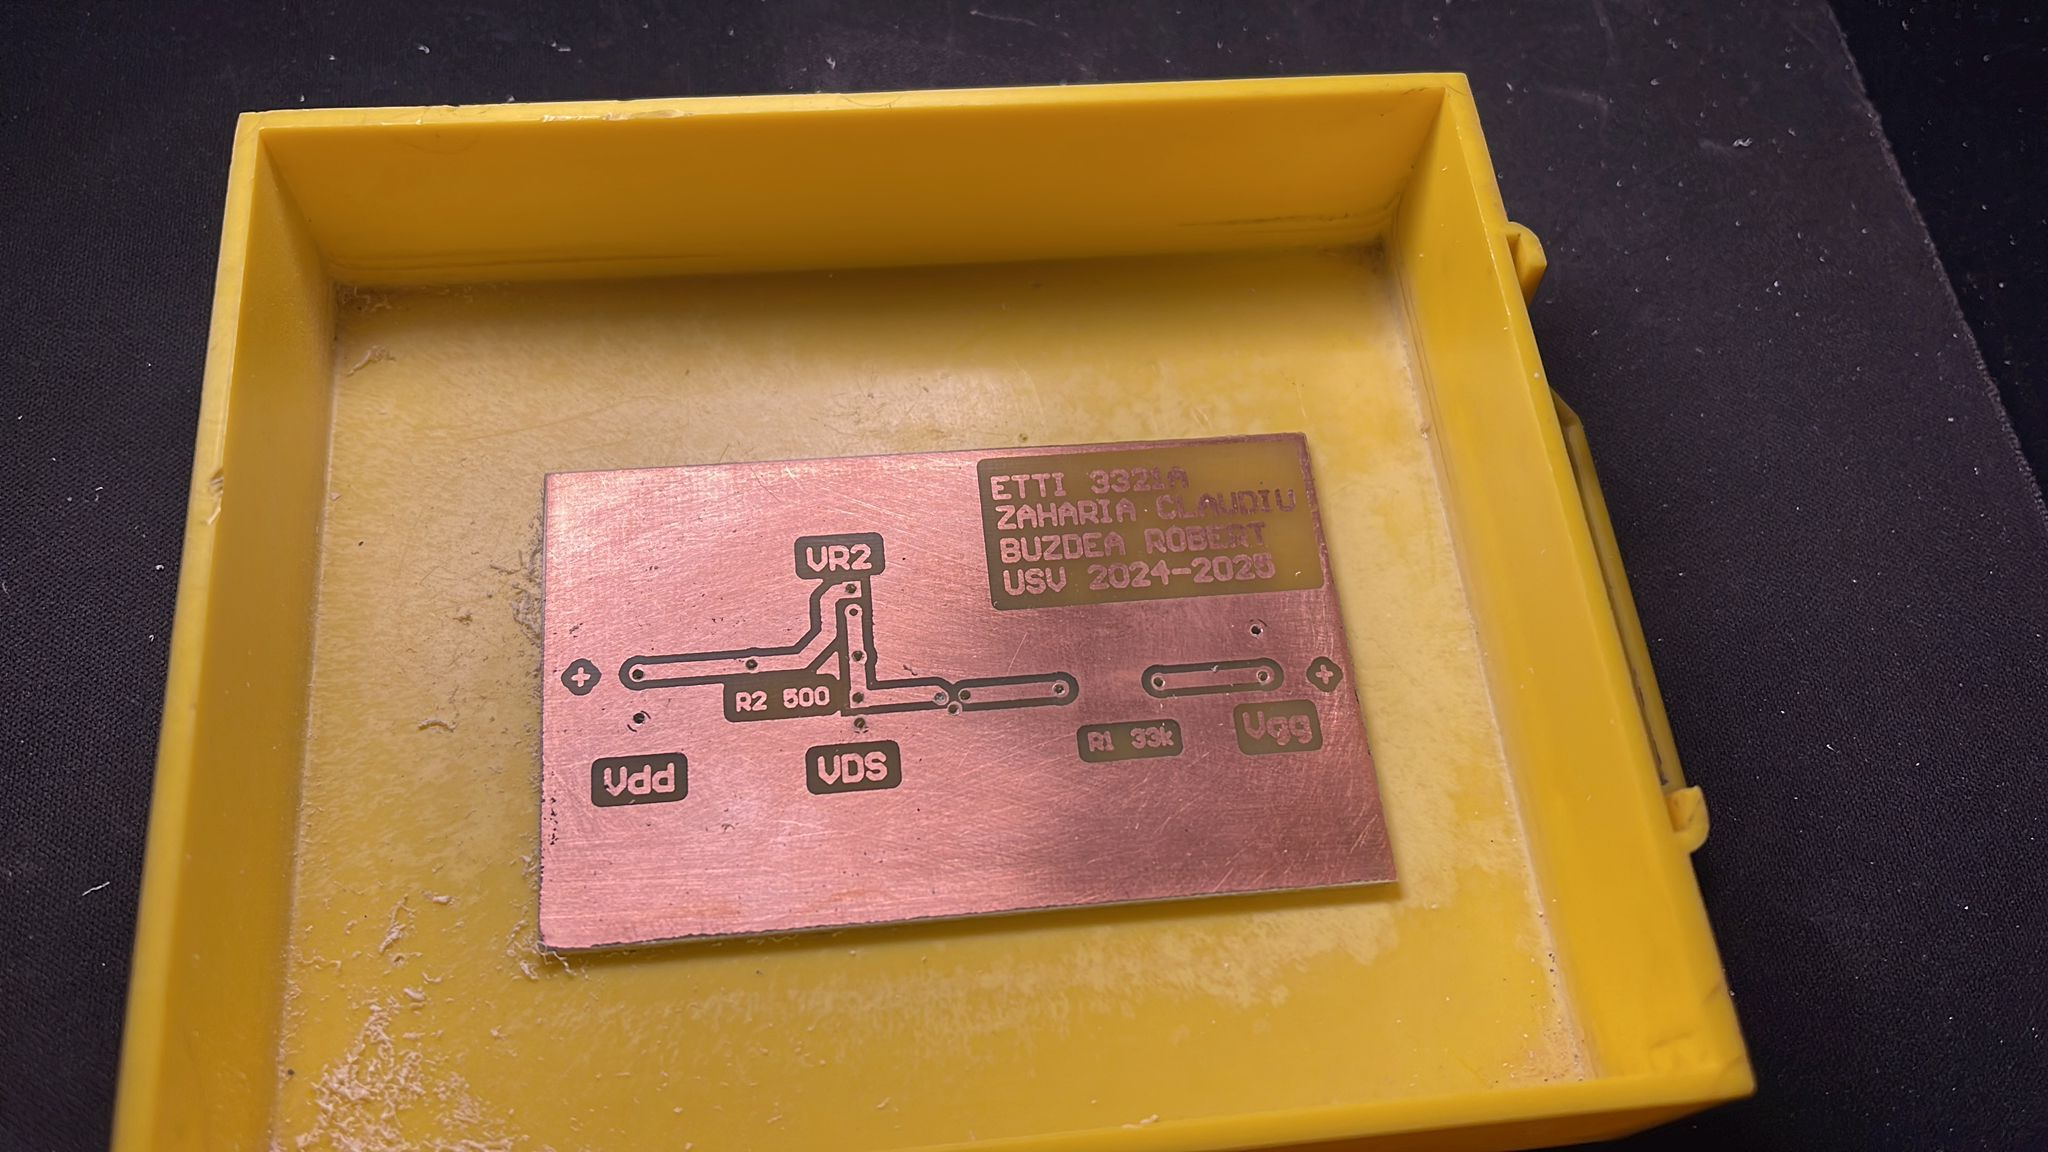 ETTI 3321A
ZAHARIA CLAUDIU
BUZDEA ROBERT
USV 2024-2025
VR2
+
+
R2 500
R1 33k
Vgg
Vdd
VDS